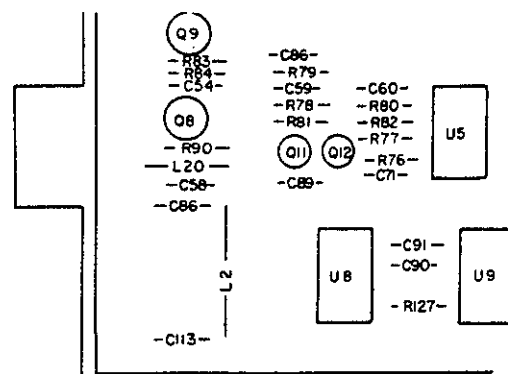 Q9
-R83-
-R84-
-C54-
Q8
-R90-
-L20-
-C58-
-C86-
L2
-C113-
-C86-
-R79-
-C59-
-R78-
-R81-
Q11
Q12
-C89-
-C60-
-R80-
-R82-
-R77-
-R76-
-C71-
U5
U8
-C91-
-C90-
-R127-
U9